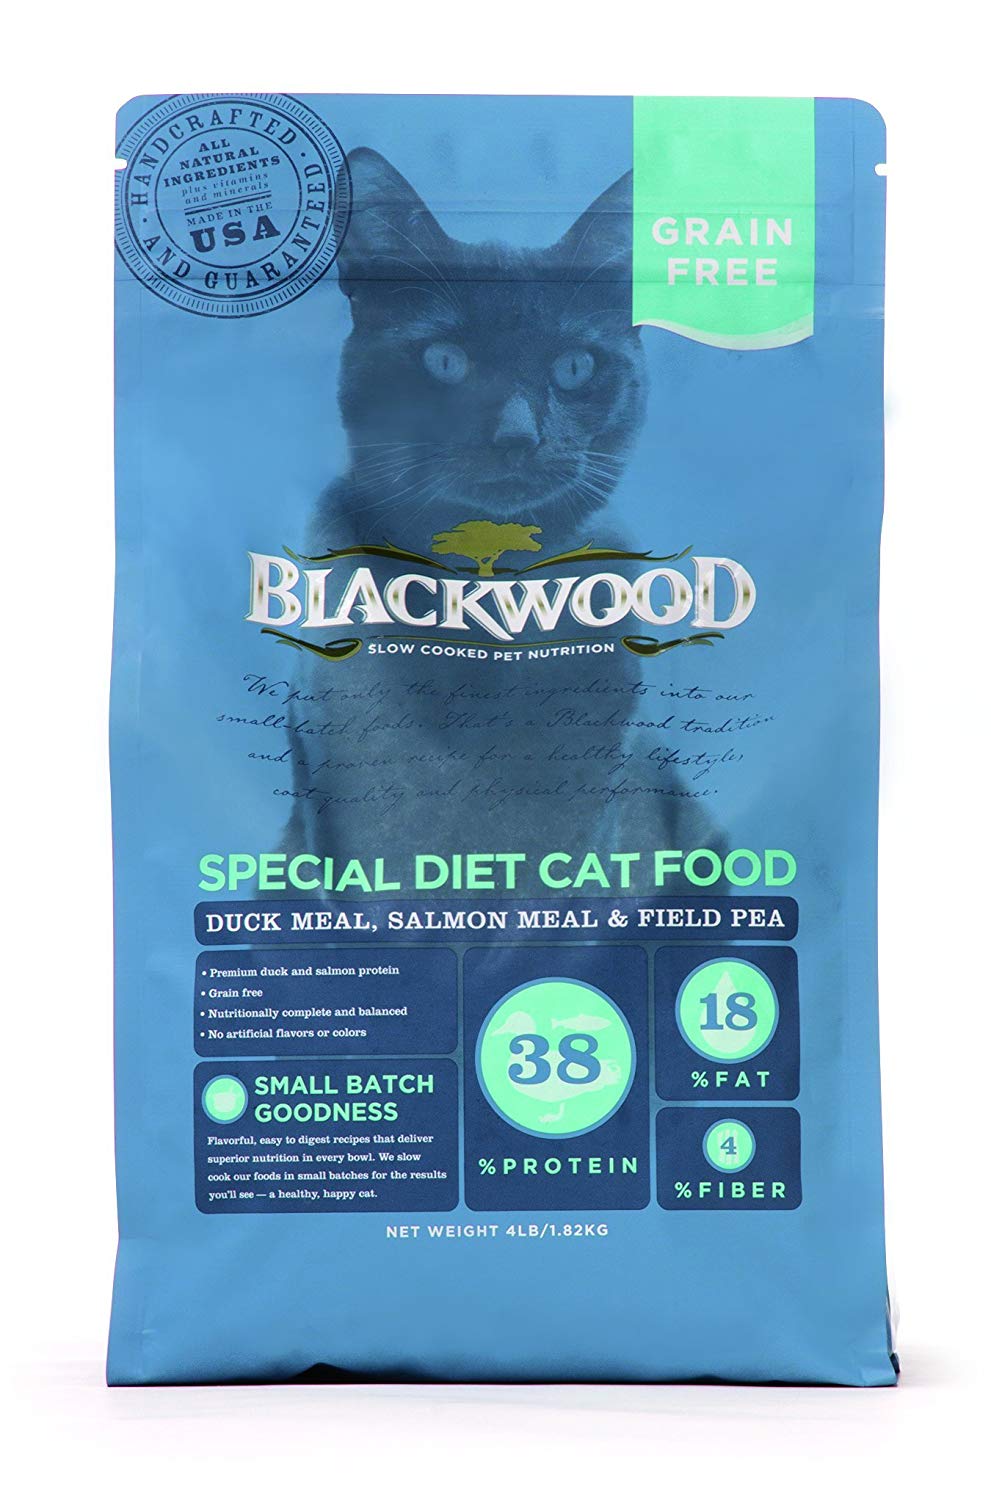 HANDCRAFTED
AND GUARANTEED
ALL
NATURAL
INGREDIENTS
plus vitamins
and minerals
MADE IN THE
USA
GRAIN
FREE
BLACKWOOD
SLOW COOKED PET NUTRITION
We put only the finest ingredients into our
small-batch foods. That's a Blackwood tradition
and a proven recipe for a healthy lifestyle,
coat quality and physical performance.
SPECIAL DIET CAT FOOD
DUCK MEAL, SALMON MEAL & FIELD PEA
• Premium duck and salmon protein
• Grain free
• Nutritionally complete and balanced
• No artificial flavors or colors
SMALL BATCH
GOODNESS
Flavorful, easy to digest recipes that deliver
superior nutrition in every bowl. We slow
cook our foods in small batches for the results
you'll see — a healthy, happy cat.
38
%PROTEIN
18
%FAT
4
%FIBER
NET WEIGHT 4LB/1.82KG